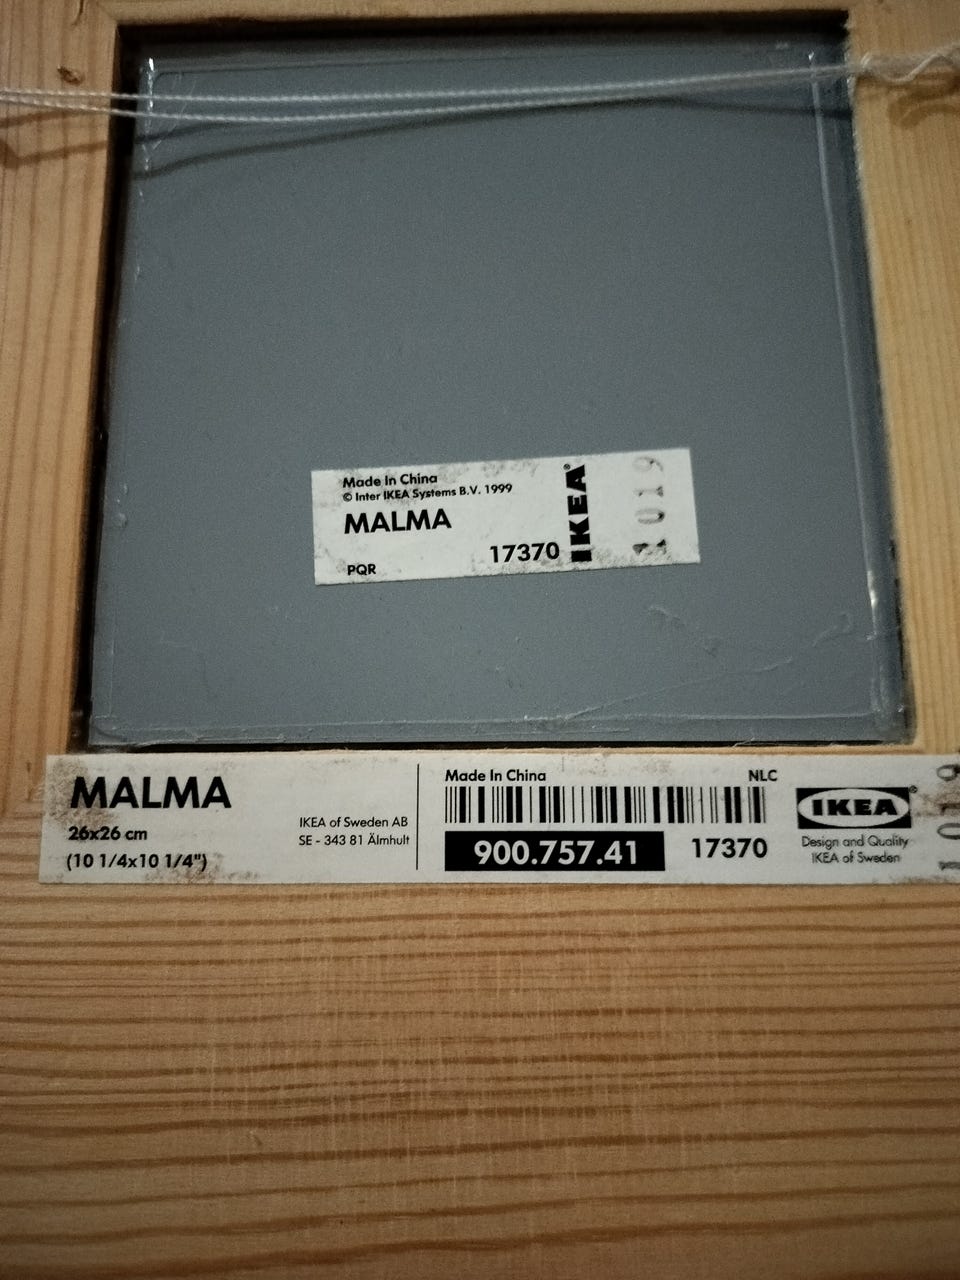 Made In China
© Inter IKEA Systems B.V. 1999
MALMA
17370
PQR
IKEA®
1019
MALMA
26x26 cm
(10 1/4x10 1/4")
IKEA of Sweden AB
SE - 343 81 Älmhult
Made In China
NLC
900.757.41
17370
IKEA®
Design and Quality
IKEA of Sweden
1019